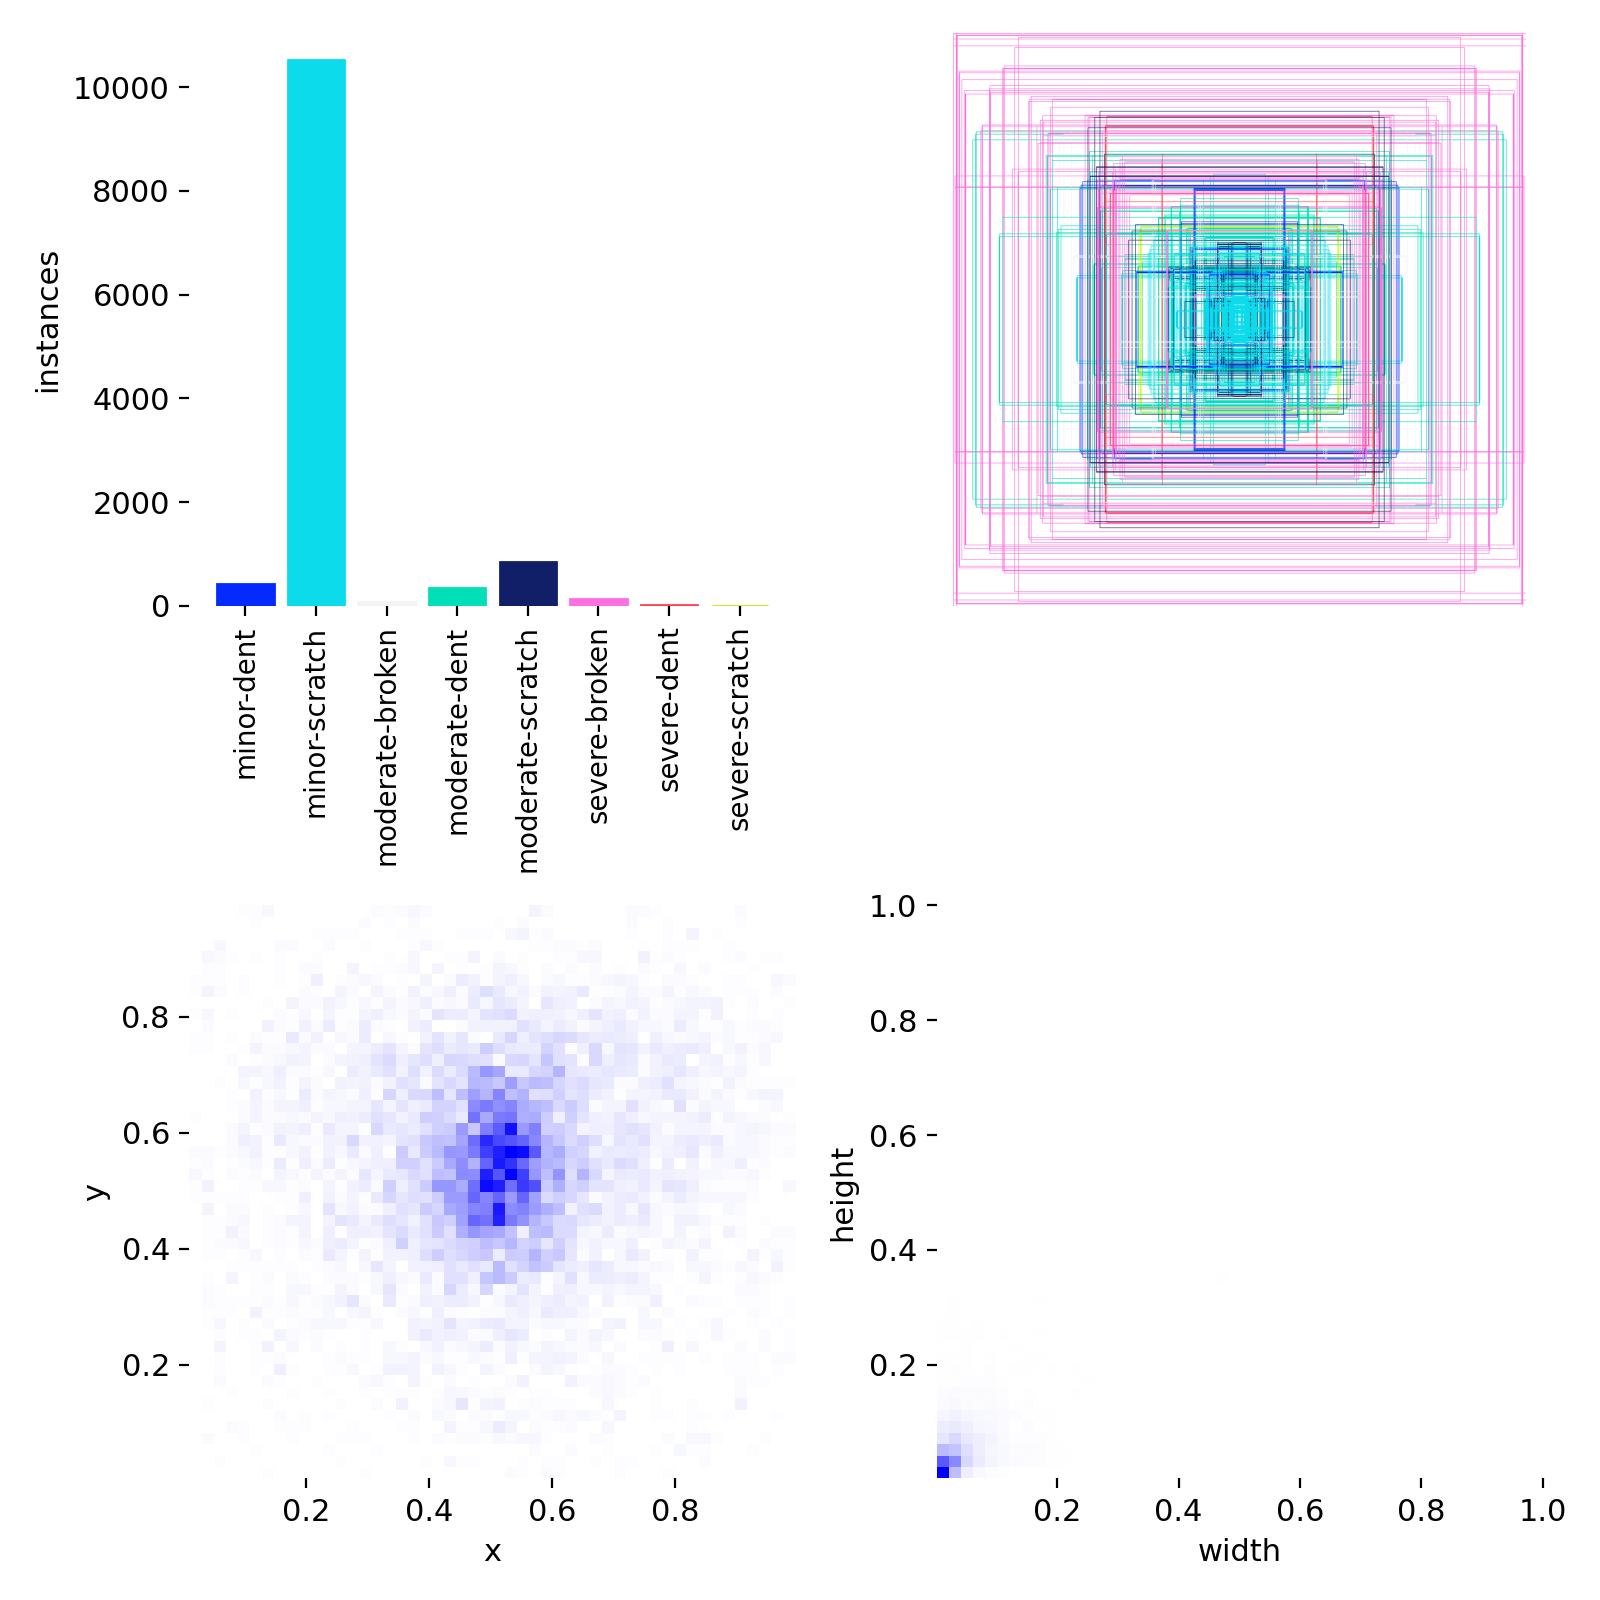 instances
10000
8000
6000
4000
2000
0
minor-dent
minor-scratch
moderate-broken
moderate-dent
moderate-scratch
severe-broken
severe-dent
severe-scratch
y
0.8
0.6
0.4
0.2
0.2 0.4 0.6 0.8
x
height
1.0
0.8
0.6
0.4
0.2
0.2 0.4 0.6 0.8 1.0
width